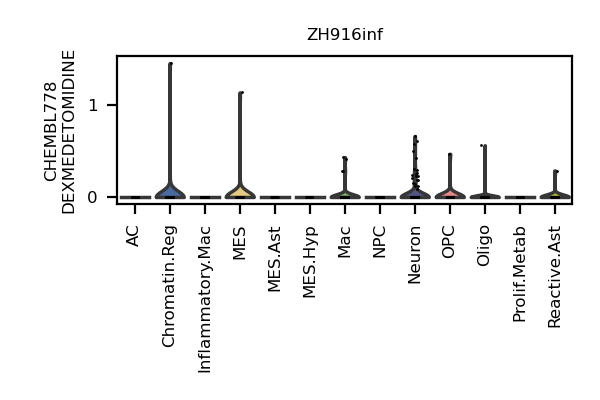 ZH916inf
CHEMBL778
DEXMEDETOMIDINE
1
0
AC
Chromatin.Reg
Inflammatory.Mac
MES
MES.Ast
MES.Hyp
Mac
NPC
Neuron
OPC
Oligo
Prolif.Metab
Reactive.Ast